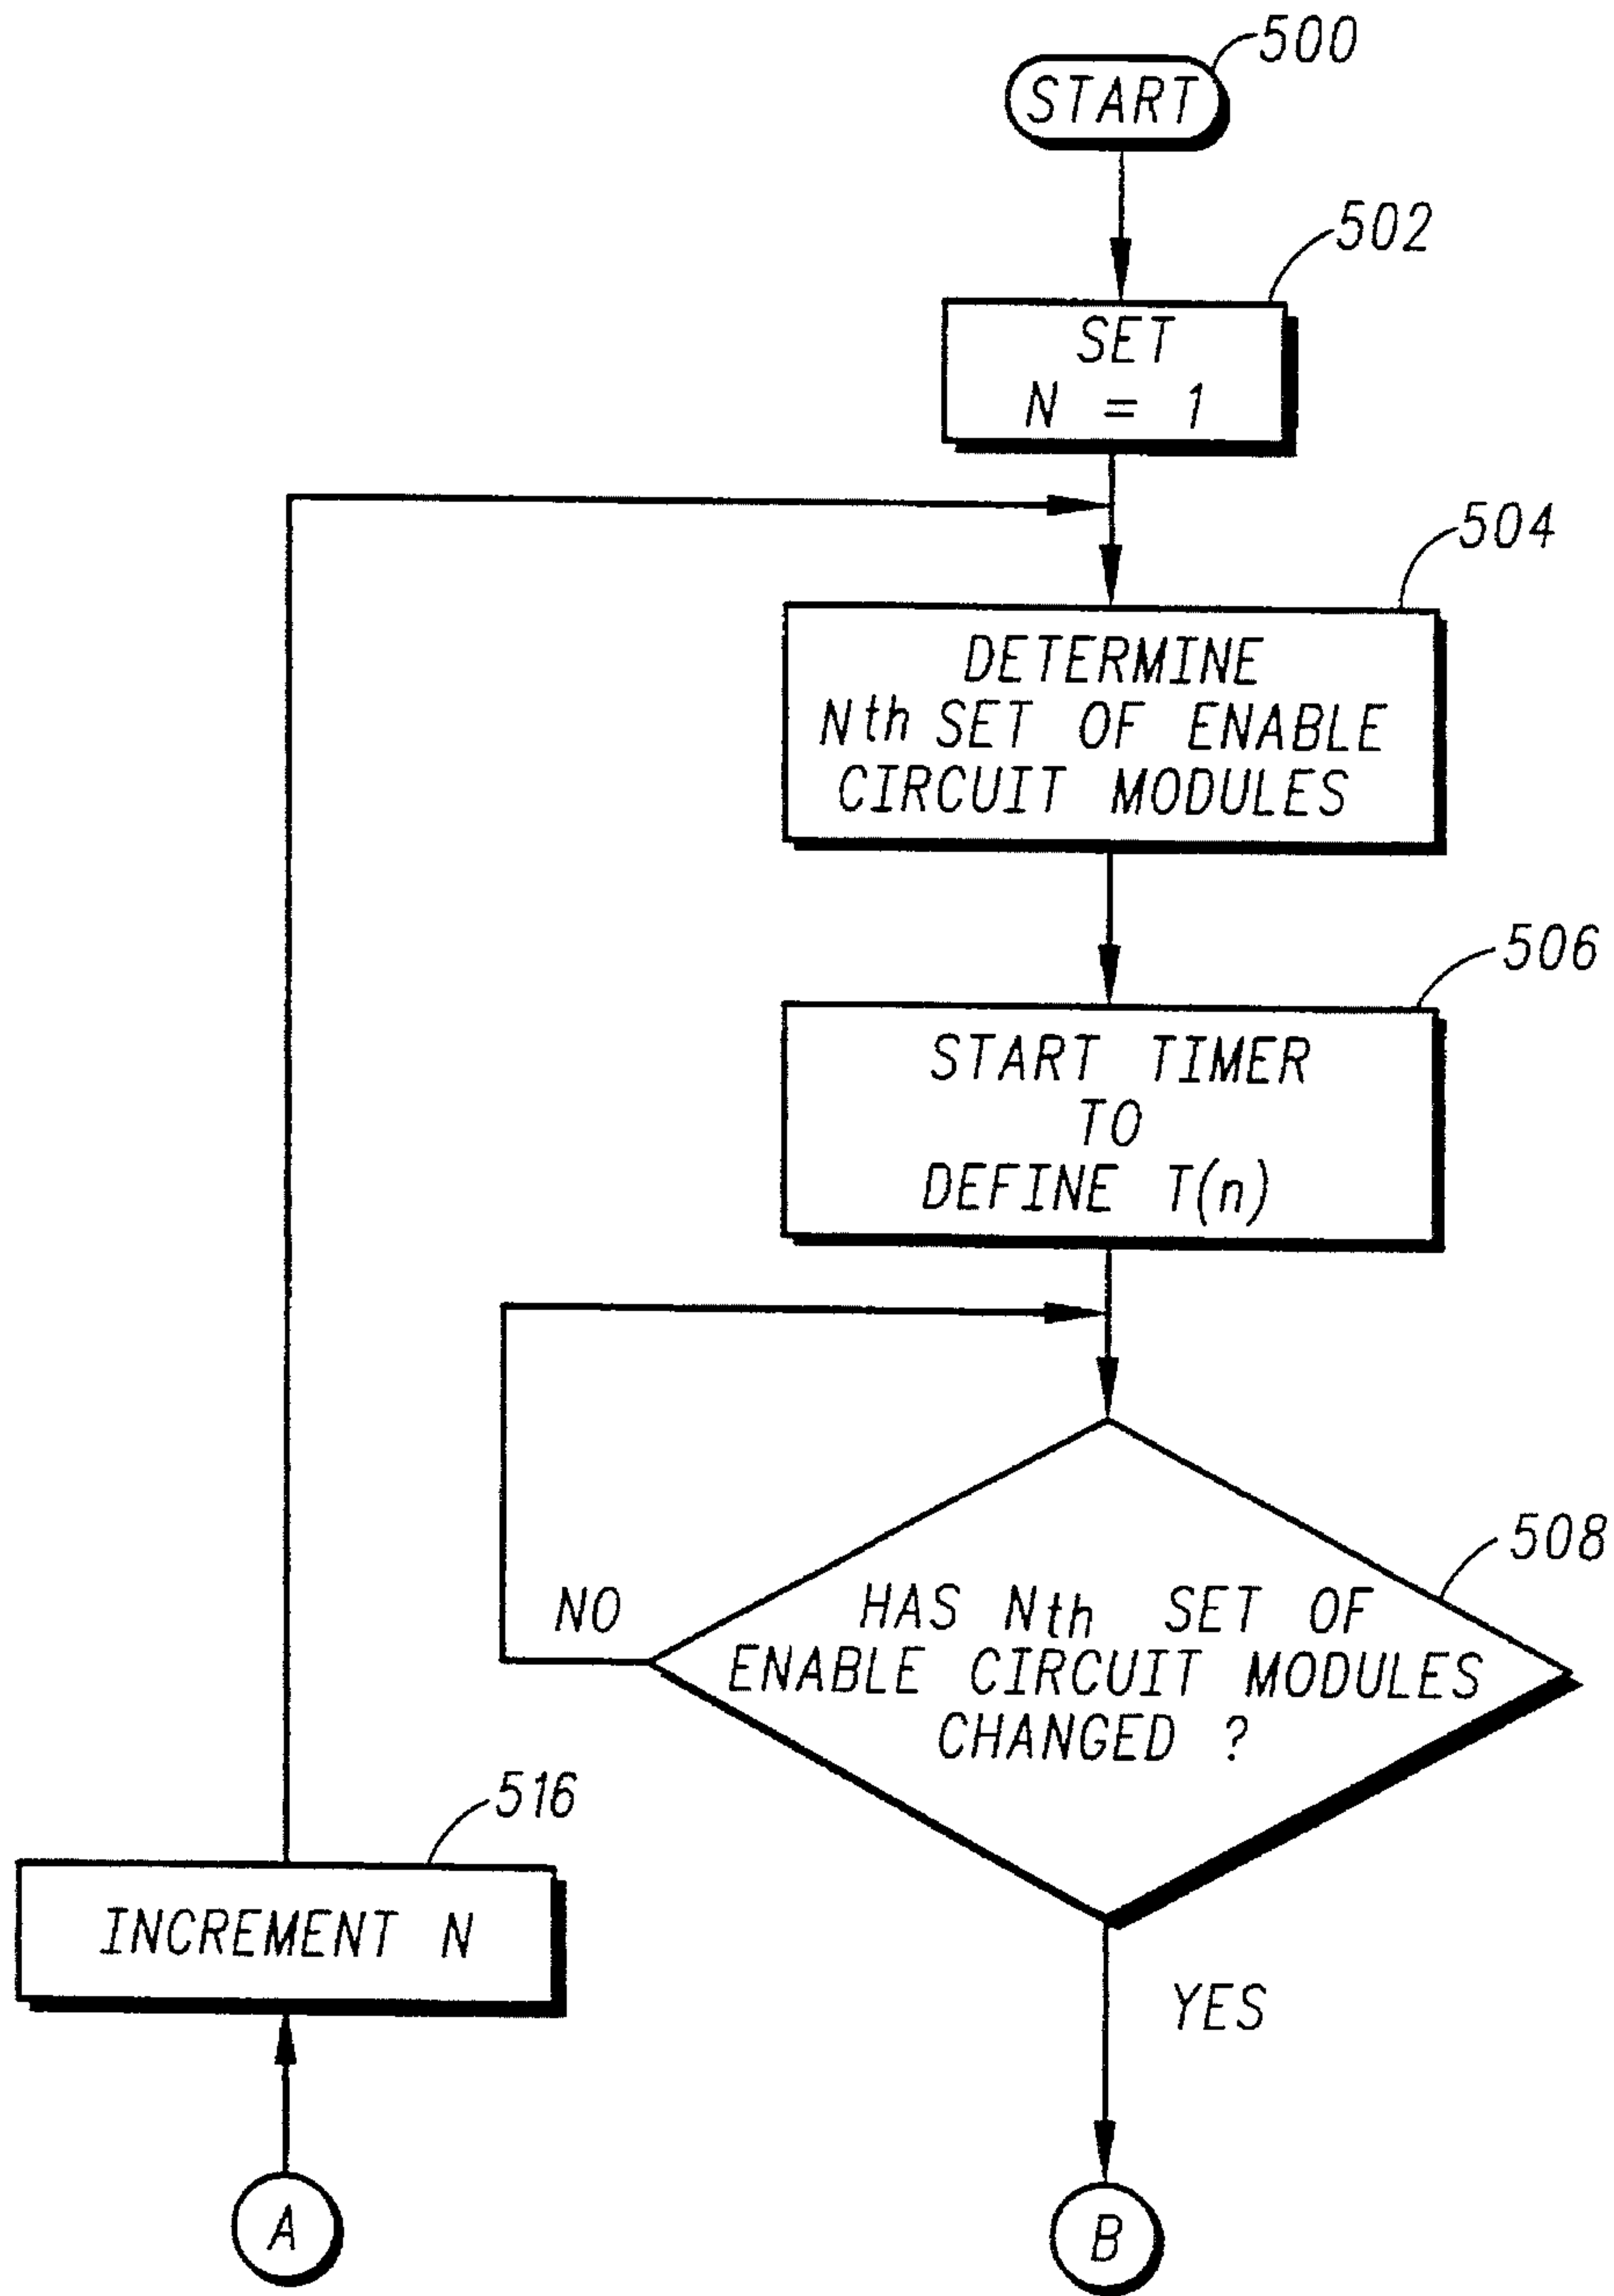 500
START
502
SET
N = 1
504
DETERMINE
Nth SET OF ENABLE
CIRCUIT MODULES
506
START TIMER
TO
DEFINE T(n)
508
HAS Nth SET OF
ENABLE CIRCUIT MODULES
CHANGED ?
NO
YES
516
INCREMENT N
A
B